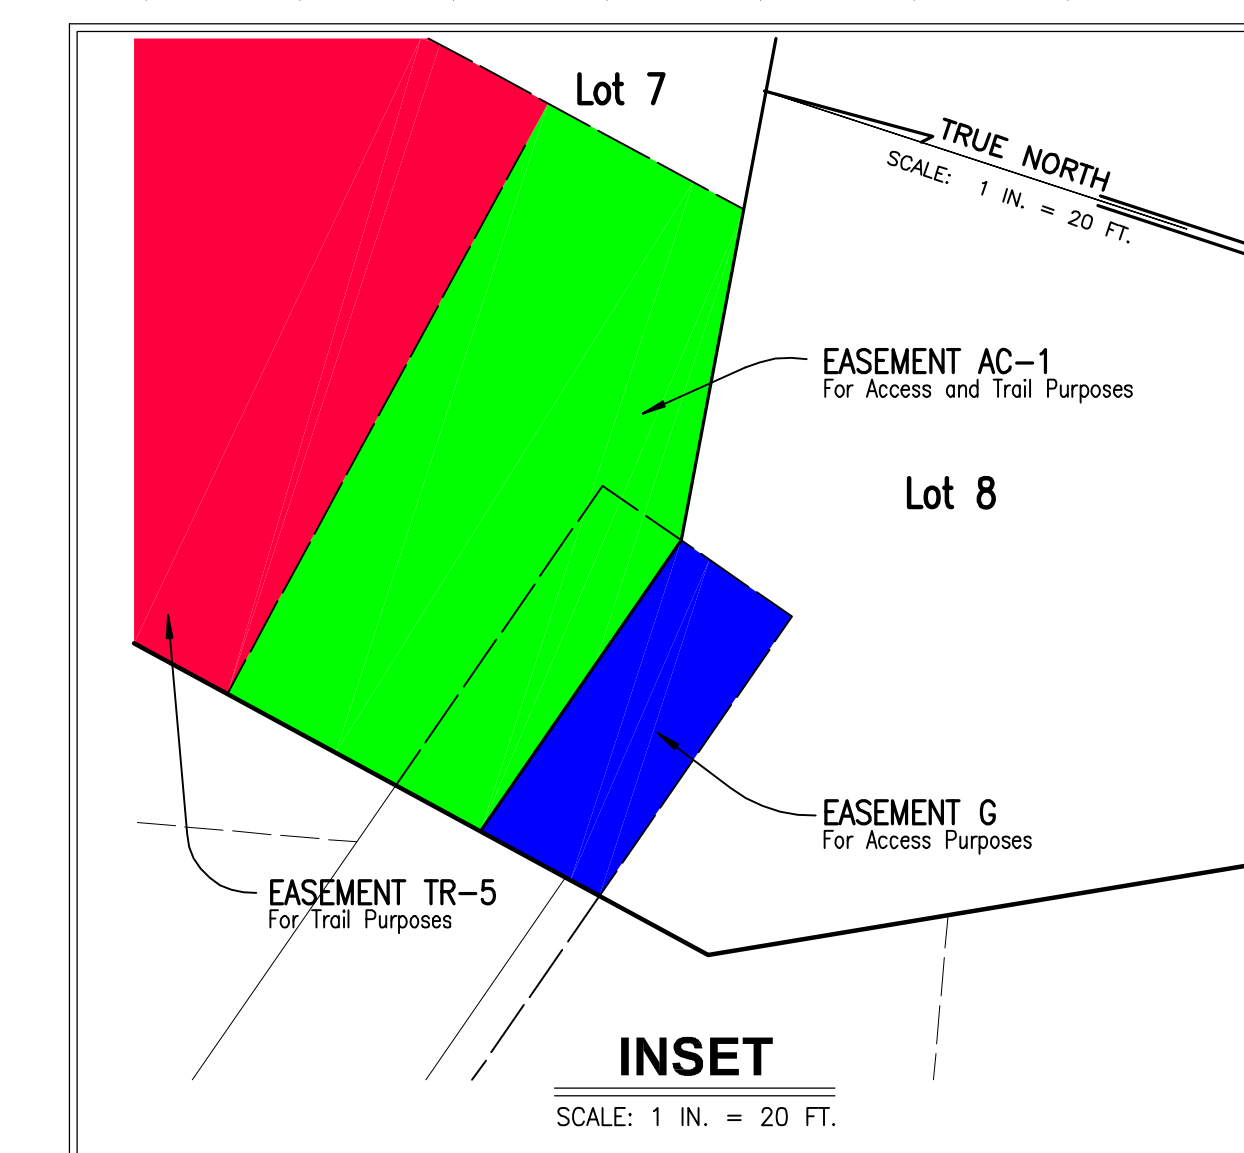 Lot 7
TRUE NORTH
SCALE: 1 IN. = 20 FT.
EASEMENT AC-1
For Access and Trail Purposes
Lot 8
EASEMENT G
For Access Purposes
EASEMENT TR-5
For Trail Purposes
INSET
SCALE: 1 IN. = 20 FT.